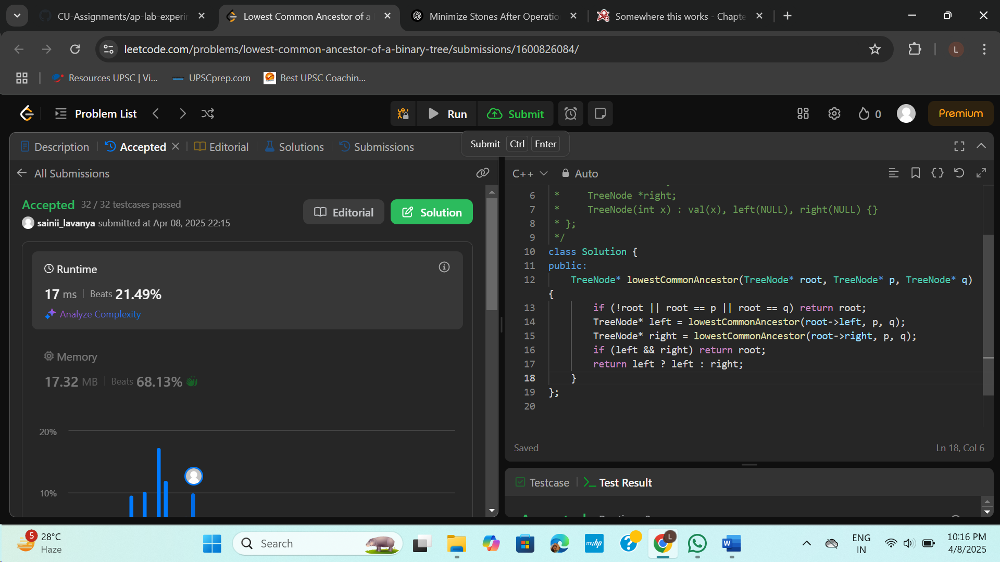 CU-Assignments/ap-lab-experin
Lowest Common Ancestor of a
Minimize Stones After Operatio
Somewhere this works - Chapte
leetcode.com/problems/lowest-common-ancestor-of-a-binary-tree/submissions/1600826084/
L
Resources UPSC | Vi...
UPSCprep.com
Best UPSC Coachin...
Problem List
Run
Submit
0
Premium
Description
Accepted
Editorial
Solutions
Submissions
Submit Ctrl Enter
All Submissions
C++
Auto
Accepted 32 / 32 testcases passed
sainii_lavanya submitted at Apr 08, 2025 22:15
Editorial
Solution
Runtime
17 ms Beats 21.49%
Analyze Complexity
Memory
17.32 MB Beats 68.13%
20%
10%
6 * TreeNode *right;
7 * TreeNode(int x) : val(x), left(NULL), right(NULL) {}
8 * };
9 */
10 class Solution {
11 public:
12 TreeNode* lowestCommonAncestor(TreeNode* root, TreeNode* p, TreeNode* q)
{
13 if (!root || root == p || root == q) return root;
14 TreeNode* left = lowestCommonAncestor(root->left, p, q);
15 TreeNode* right = lowestCommonAncestor(root->right, p, q);
16 if (left && right) return root;
17 return left ? left : right;
18 }
19 };
20
Saved
Ln 18, Col 6
Testcase
Test Result
5
28°C
Haze
Search
myhp
L
W
ENG
IN
10:16 PM
4/8/2025